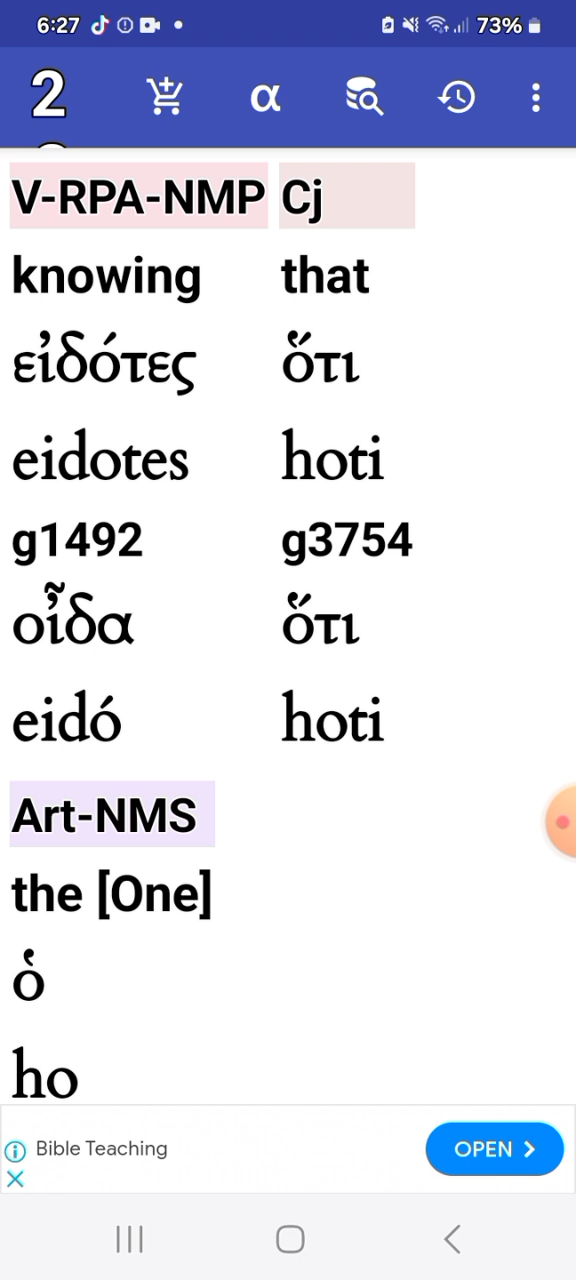 6:27 73%
2 α
V-RPA-NMP Cj
knowing that
εἰδότες ὅτι
eidotes hoti
g1492 g3754
οἶδα ὅτι
eidó hoti
Art-NMS
the [One]
ὁ
ho
Bible Teaching
OPEN